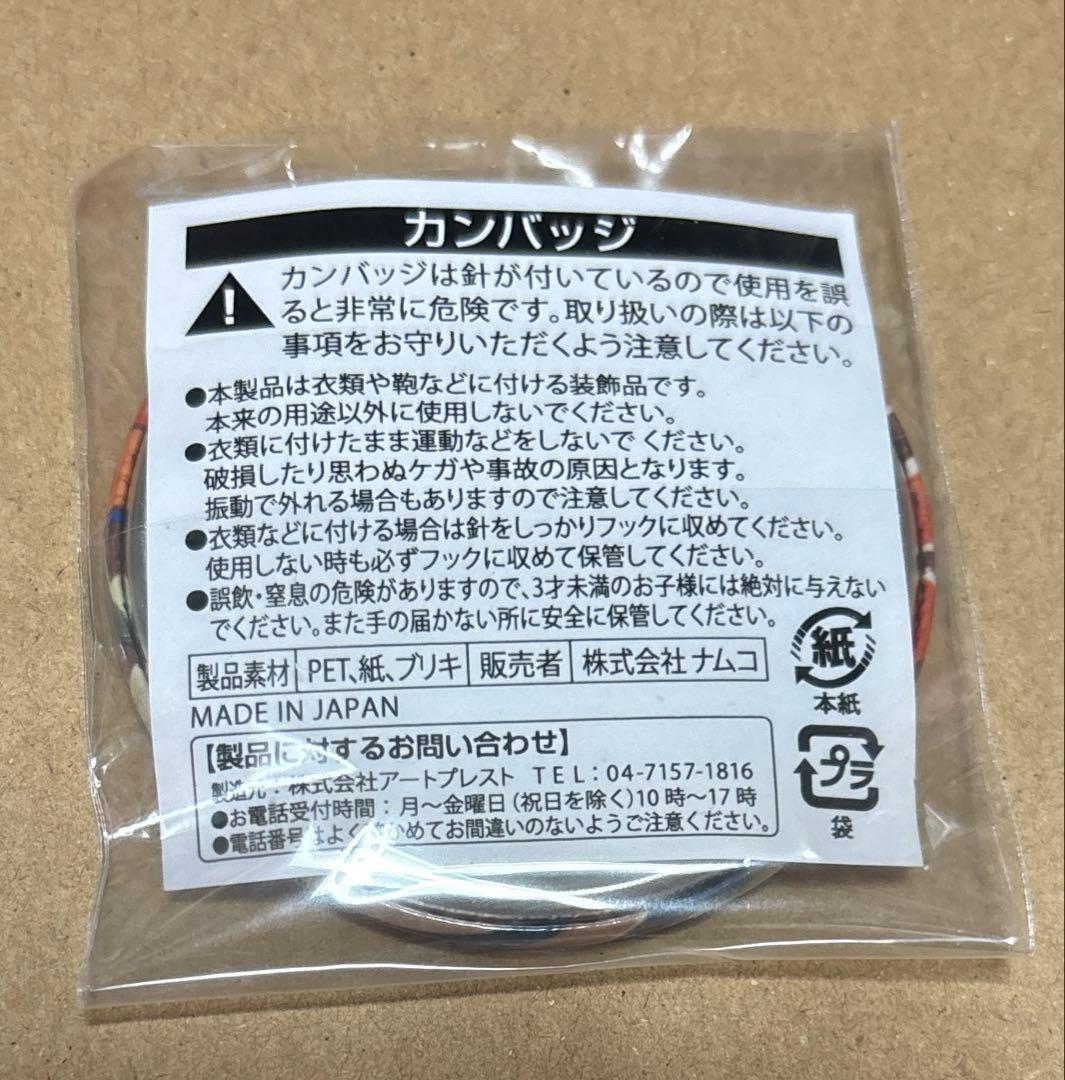 カンバッジ
カンバッジは針が付いているので使用を誤
ると非常に危険です。取り扱いの際は以下の
事項をお守りいただくよう注意してください。
●本製品は衣類や鞄などに付ける装飾品です。
本来の用途以外に使用しないでください。
●衣類に付けたまま運動などをしないでください。
破損したり思わぬケガや事故の原因となります。
振動で外れる場合もありますので注意してください。
●衣類などに付ける場合は針をしっかりフックに収めてください。
使用しない時も必ずフックに収めて保管してください。
●誤飲・窒息の危険がありますので、3才未満のお子様には絶対に与えない
でください。また手の届かない所に安全に保管してください。
製品素材 PET、紙、ブリキ 販売者 株式会社 ナムコ
MADE IN JAPAN
【製品に対するお問い合わせ】
製造元：株式会社アートプレスト TEL：04-7157-1816
●お電話受付時間：月～金曜日（祝日を除く）10時～17時
●電話番号はよくたかめてお間違いのないようご注意ください。
紙
本紙
プラ
袋